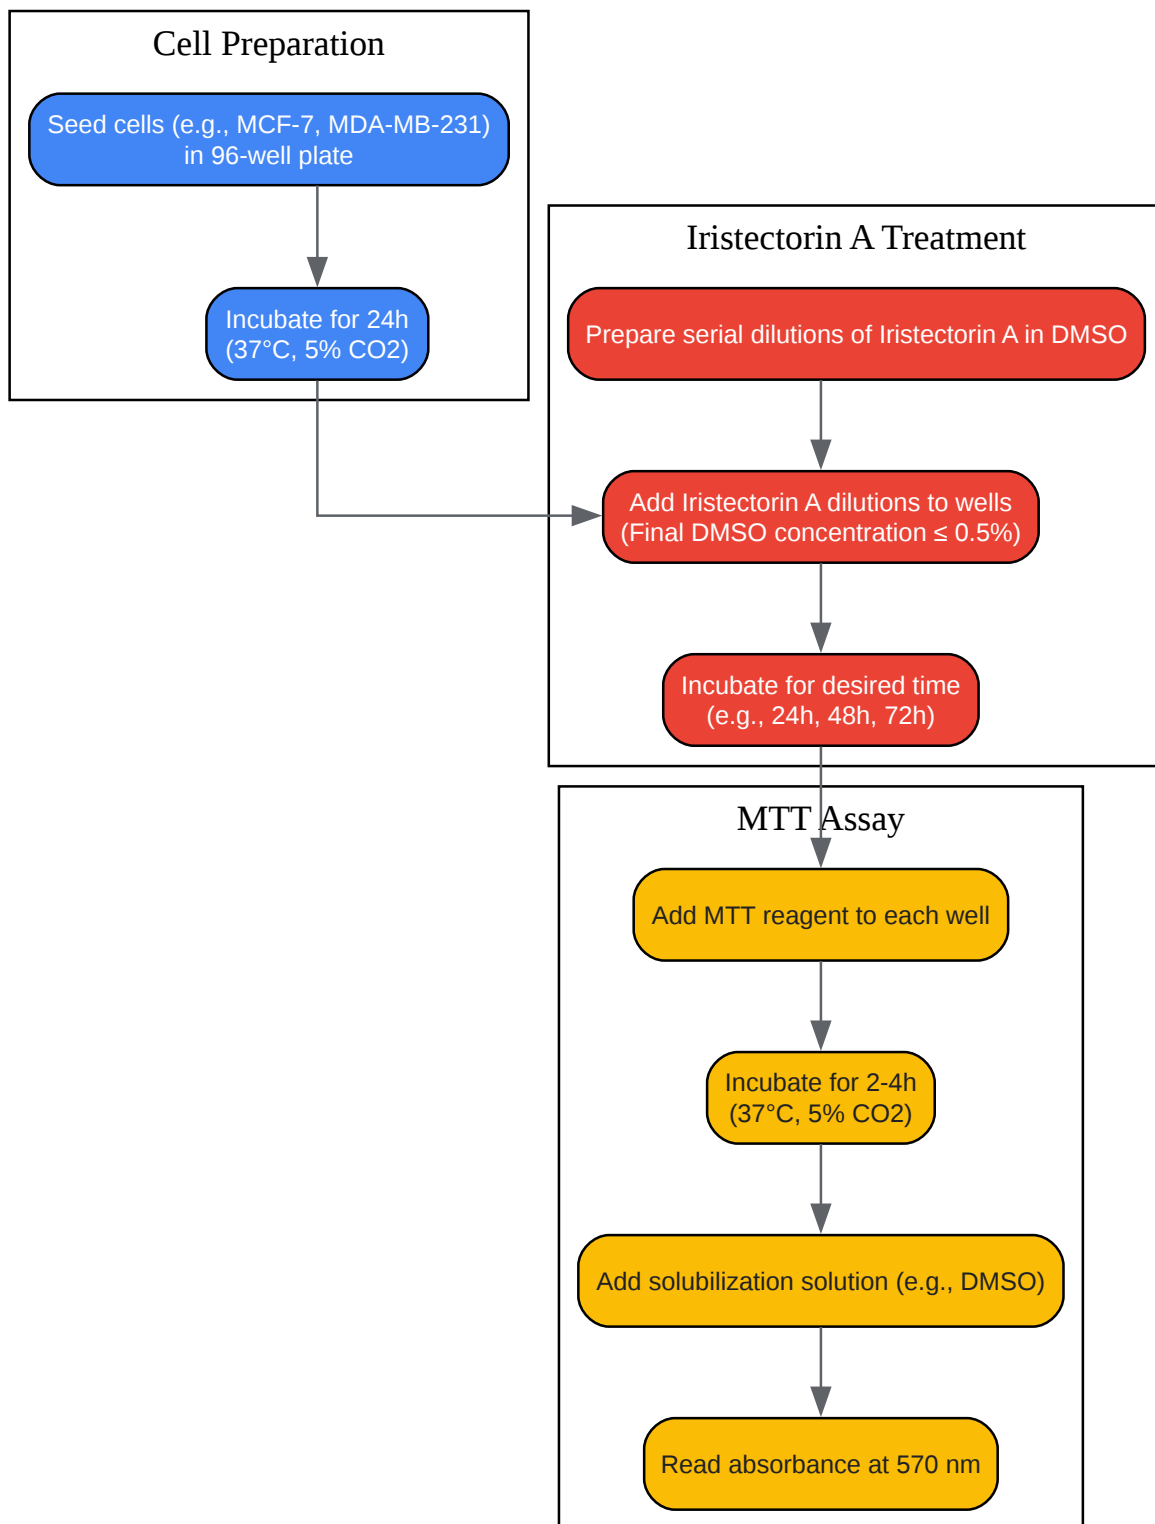 Cell Preparation
Seed cells (e.g., MCF-7, MDA-MB-231)
in 96-well plate
Incubate for 24h
(37°C, 5% CO2)
Iristectorin A Treatment
Prepare serial dilutions of Iristectorin A in DMSO
Add Iristectorin A dilutions to wells
(Final DMSO concentration ≤ 0.5%)
Incubate for desired time
(e.g., 24h, 48h, 72h)
MTT Assay
Add MTT reagent to each well
Incubate for 2-4h
(37°C, 5% CO2)
Add solubilization solution (e.g., DMSO)
Read absorbance at 570 nm